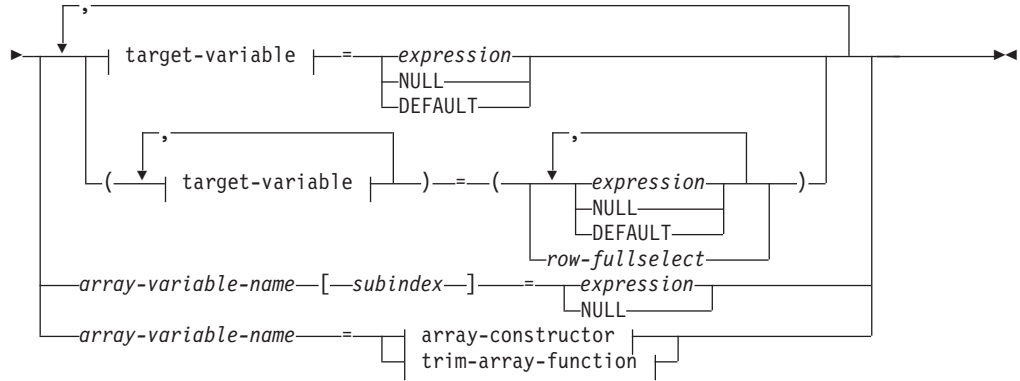 ,
target-variable = expression
NULL
DEFAULT
, ,
( target-variable ) = ( expression )
NULL
DEFAULT
row-fullselect
array-variable-name [ subindex ] = expression
NULL
array-variable-name = array-constructor
trim-array-function